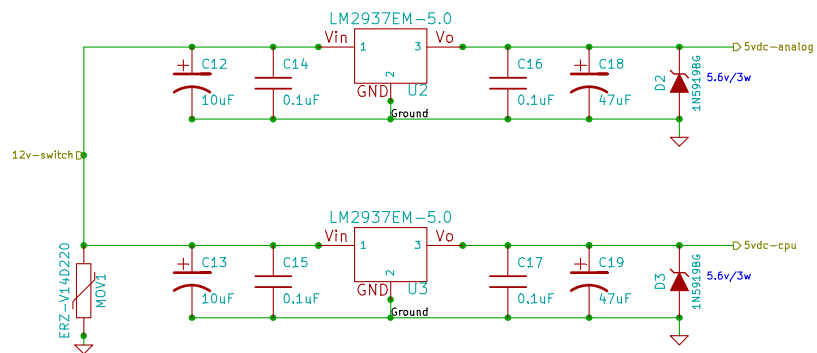 LM2937EM-5.0
Vin
1
3
Vo
5vdc-analog
C12
C14
2
C16
C18
D2
1N5919BG
5.6v/3w
10uF
0.1uF
GND
U2
0.1uF
47uF
Ground
12v-switch
LM2937EM-5.0
Vin
1
3
Vo
5vdc-cpu
ERZ-V14D220
MOV1
C13
C15
2
C17
C19
D3
1N5919BG
5.6v/3w
10uF
0.1uF
GND
U3
0.1uF
47uF
Ground